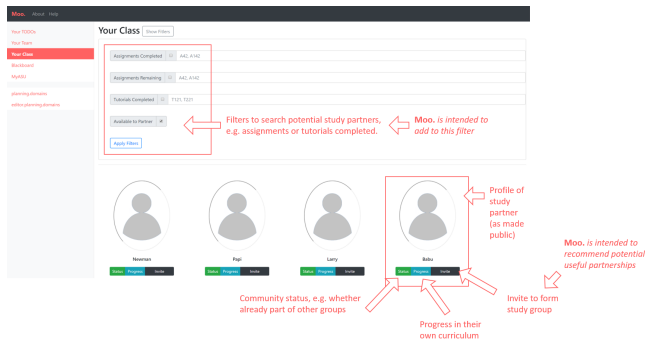 Moo. About Help
Your TODOs
Your Team
Your Class
Blackboard
MyASU
planning.domains
editor.planning.domains
Your Class Show Filters
Assignments Completed A42, A142
Assignments Remaining A42, A142
Tutorials Completed T121, T221
Available to Partner
Apply Filters
Filters to search potential study partners,
e.g. assignments or tutorials completed.
Moo. is intended to
add to this filter
Newman
Papi
Larry
Babu
Status Progress Invite
Status Progress Invite
Status Progress Invite
Status Progress Invite
Profile of
study
partner
(as made
public)
Moo. is intended to
recommend potential
useful partnerships
Community status, e.g. whether
already part of other groups
Progress in their
own curriculum
Invite to form
study group